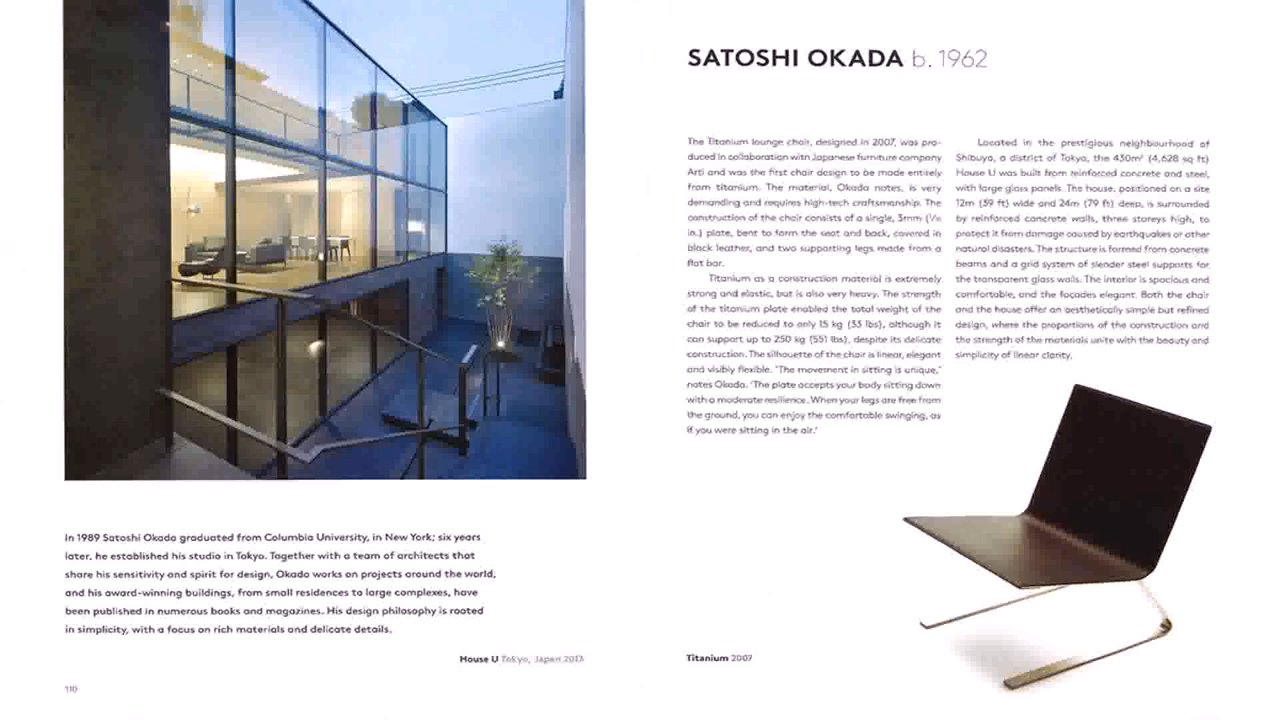 SATOSHI OKADA b. 1962
The Titanium lounge chair, designed in 2007, was pro-
duced in collaboration with Japanese furniture company
Arti and was the first chair design to be made entirely
from titanium. The material, Okada notes, is very
demanding and requires high-tech craftsmanship. The
construction of the chair consists of a single, 3mm (⅛
in.) plate, bent to form the seat and back, covered in
black leather, and two supporting legs made from a
flat bar.
Titanium as a construction material is extremely
strong and elastic, but is also very heavy. The strength
of the titanium plate enabled the total weight of the
chair to be reduced to only 15 kg (33 lbs), although it
can support up to 250 kg (551 lbs), despite its delicate
construction. The silhouette of the chair is linear, elegant
and visibly flexible. 'The movement in sitting is unique,'
notes Okada. 'The plate accepts your body sitting down
with a moderate resilience. When your legs are free from
the ground, you can enjoy the comfortable swinging, as
if you were sitting in the air.'
Located in the prestigious neighbourhood of
Shibuya, a district of Tokyo, the 430m² (4,628 sq ft)
House U was built from reinforced concrete and steel,
with large glass panels. The house, positioned on a site
12m (39 ft) wide and 24m (79 ft) deep, is surrounded
by reinforced concrete walls, three storeys high, to
protect it from damage caused by earthquakes or other
natural disasters. The structure is formed from concrete
beams and a grid system of slender steel supports for
the transparent glass walls. The interior is spacious and
comfortable, and the façades elegant. Both the chair
and the house offer an aesthetically simple but refined
design, where the proportions of the construction and
the strength of the materials unite with the beauty and
simplicity of linear clarity.
In 1989 Satoshi Okada graduated from Columbia University, in New York; six years
later, he established his studio in Tokyo. Together with a team of architects that
share his sensitivity and spirit for design, Okada works on projects around the world,
and his award-winning buildings, from small residences to large complexes, have
been published in numerous books and magazines. His design philosophy is rooted
in simplicity, with a focus on rich materials and delicate details.
House U Tokyo, Japan
Titanium 2007